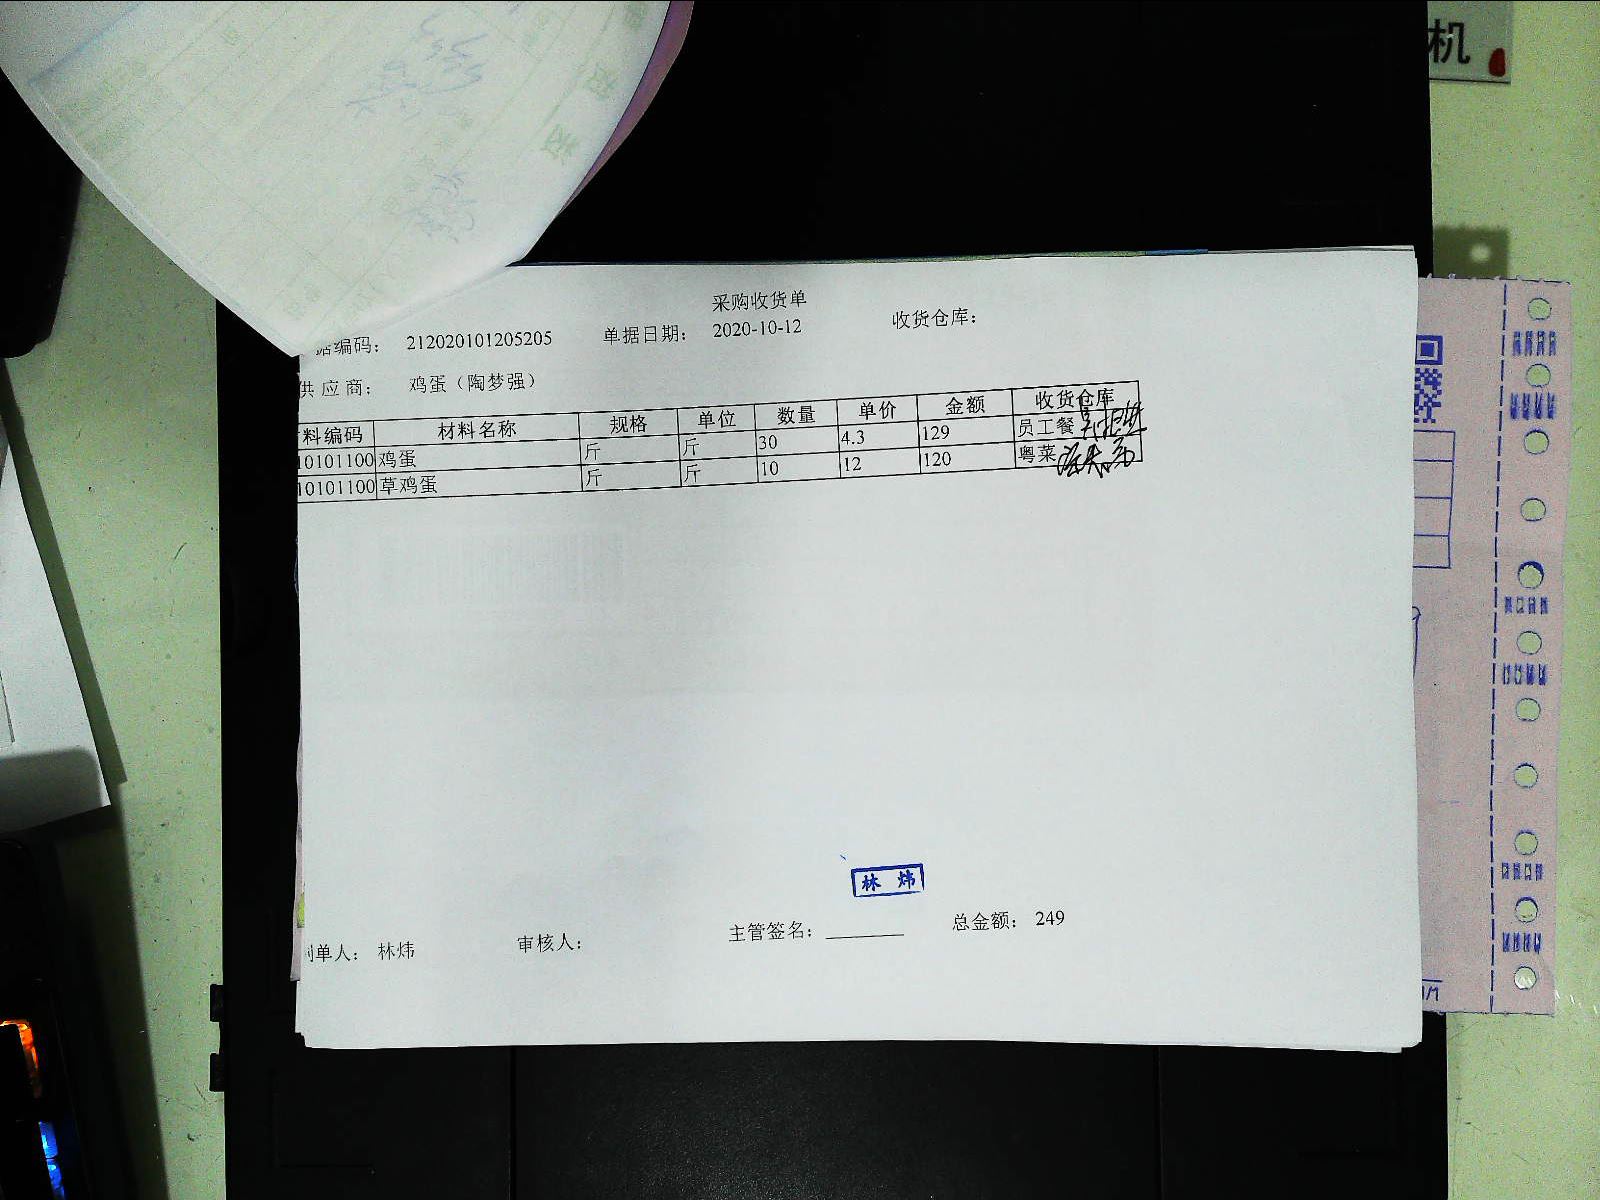 机
采购收货单
据编码： 212020101205205 单据日期： 2020-10-12 收货仓库：
供应商： 鸡蛋（陶梦强）
料编码 材料名称 规格 单位 数量 单价 金额 收货仓库
10101100 鸡蛋 斤 斤 30 4.3 129 员工餐
10101100 草鸡蛋 斤 斤 10 12 120 粤菜
林 炜
制单人： 林炜 审核人： 主管签名： 总金额： 249
1/1